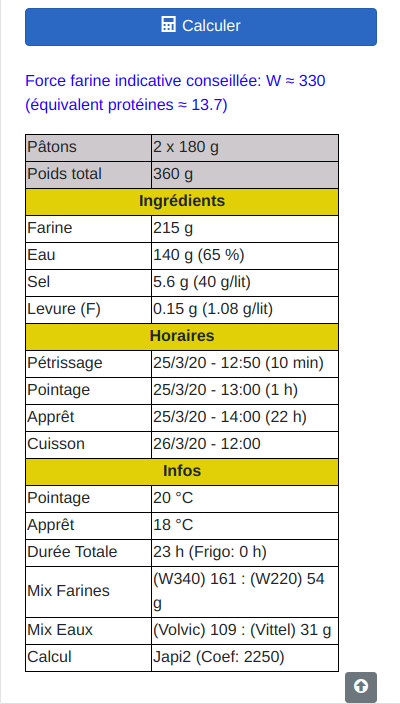 Calculer
Force farine indicative conseillée: W ≈ 330
(équivalent protéines ≈ 13.7)
Pâtons 2 x 180 g
Poids total 360 g
Ingrédients
Farine 215 g
Eau 140 g (65 %)
Sel 5.6 g (40 g/lit)
Levure (F) 0.15 g (1.08 g/lit)
Horaires
Pétrissage 25/3/20 - 12:50 (10 min)
Pointage 25/3/20 - 13:00 (1 h)
Apprêt 25/3/20 - 14:00 (22 h)
Cuisson 26/3/20 - 12:00
Infos
Pointage 20 °C
Apprêt 18 °C
Durée Totale 23 h (Frigo: 0 h)
Mix Farines (W340) 161 : (W220) 54
g
Mix Eaux (Volvic) 109 : (Vittel) 31 g
Calcul Japi2 (Coef: 2250)